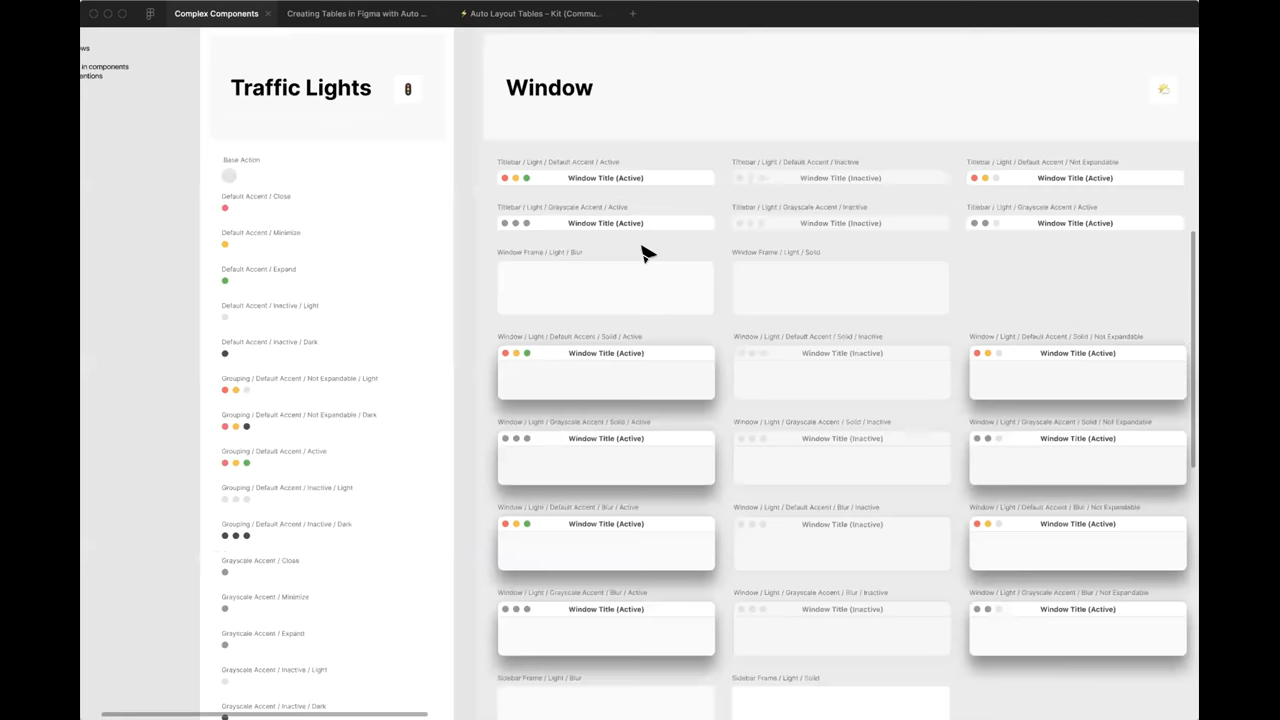 Complex Components
Creating Tables in Figma with Auto ...
Auto Layout Tables – Kit (Commu...
in components
Traffic Lights
Base Action
Default Accent / Close
Default Accent / Minimize
Default Accent / Expand
Default Accent / Inactive / Light
Default Accent / Inactive / Dark
Grouping / Default Accent / Not Expandable / Light
Grouping / Default Accent / Not Expandable / Dark
Grouping / Default Accent / Active
Grouping / Default Accent / Inactive / Light
Grouping / Default Accent / Inactive / Dark
Grayscale Accent / Close
Grayscale Accent / Minimize
Grayscale Accent / Expand
Grayscale Accent / Inactive / Light
Grayscale Accent / Inactive / Dark
Window
Titlebar / Light / Default Accent / Active
Titlebar / Light / Default Accent / Inactive
Titlebar / Light / Default Accent / Not Expandable
Window Title (Active)
Window Title (Inactive)
Window Title (Active)
Titlebar / Light / Grayscale Accent / Active
Titlebar / Light / Grayscale Accent / Inactive
Titlebar / Light / Grayscale Accent / Active
Window Title (Active)
Window Title (Inactive)
Window Title (Active)
Window Frame / Light / Blur
Window Frame / Light / Solid
Window / Light / Default Accent / Solid / Active
Window / Light / Default Accent / Solid / Inactive
Window / Light / Default Accent / Solid / Not Expandable
Window Title (Active)
Window Title (Inactive)
Window Title (Active)
Window / Light / Grayscale Accent / Solid / Active
Window / Light / Grayscale Accent / Solid / Inactive
Window / Light / Grayscale Accent / Solid / Not Expandable
Window Title (Active)
Window Title (Inactive)
Window Title (Active)
Window / Light / Default Accent / Blur / Active
Window / Light / Default Accent / Blur / Inactive
Window / Light / Default Accent / Blur / Not Expandable
Window Title (Active)
Window Title (Inactive)
Window Title (Active)
Window / Light / Grayscale Accent / Blur / Active
Window / Light / Grayscale Accent / Blur / Inactive
Window / Light / Grayscale Accent / Blur / Not Expandable
Window Title (Active)
Window Title (Inactive)
Window Title (Active)
Sidebar Frame / Light / Blur
Sidebar Frame / Light / Solid